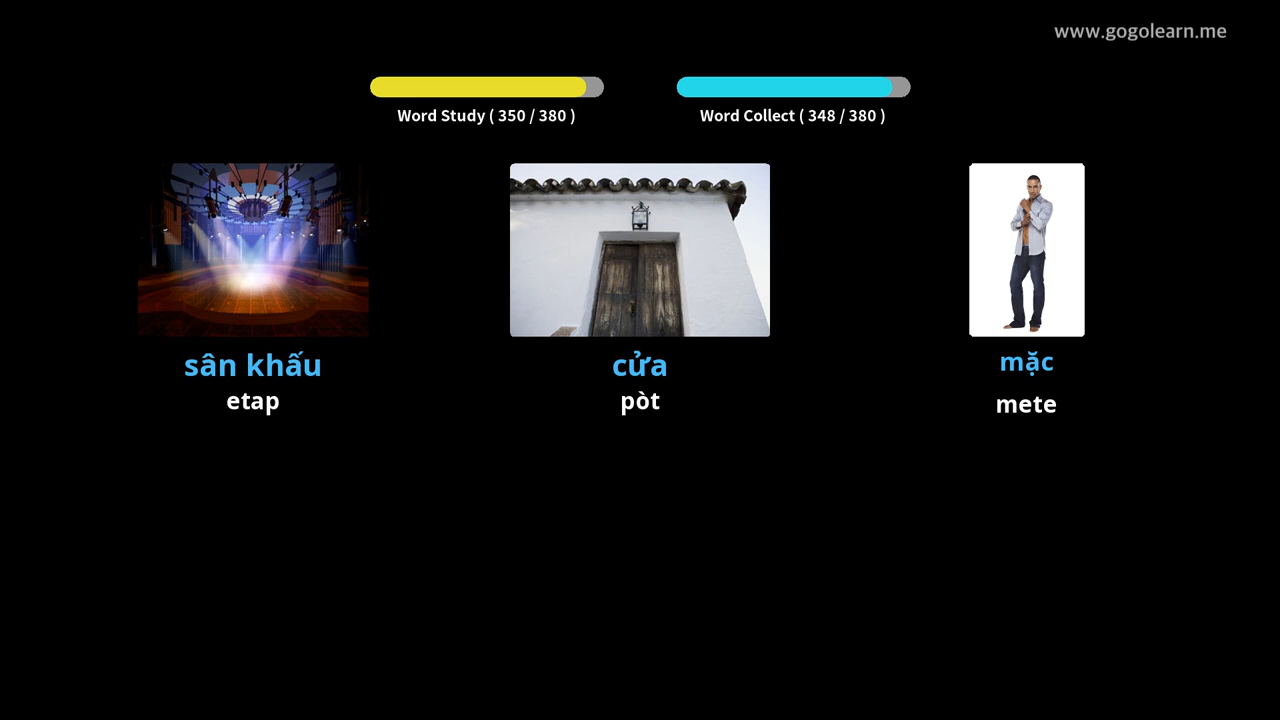 www.gogolearn.me
Word Study ( 350 / 380 )
Word Collect ( 348 / 380 )
sân khấu
etap
cửa
pòt
mặc
mete